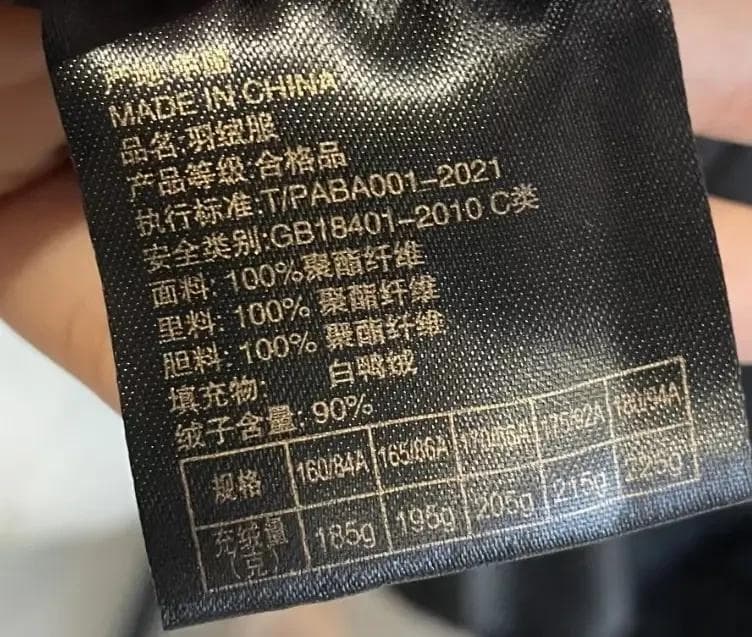 产地:中国
MADE IN CHINA
品名:羽绒服
产品等级:合格品
执行标准:T/PABA001-2021
安全类别:GB18401-2010 C类
面料: 100%聚酯纤维
里料: 100% 聚酯纤维
胆料: 100% 聚酯纤维
填充物: 白鸭绒
绒子含量: 90%
规格 160/84A 165/86A 170/88A 175/92A 180/94A
充绒量(克) 185g 195g 205g 215g 225g